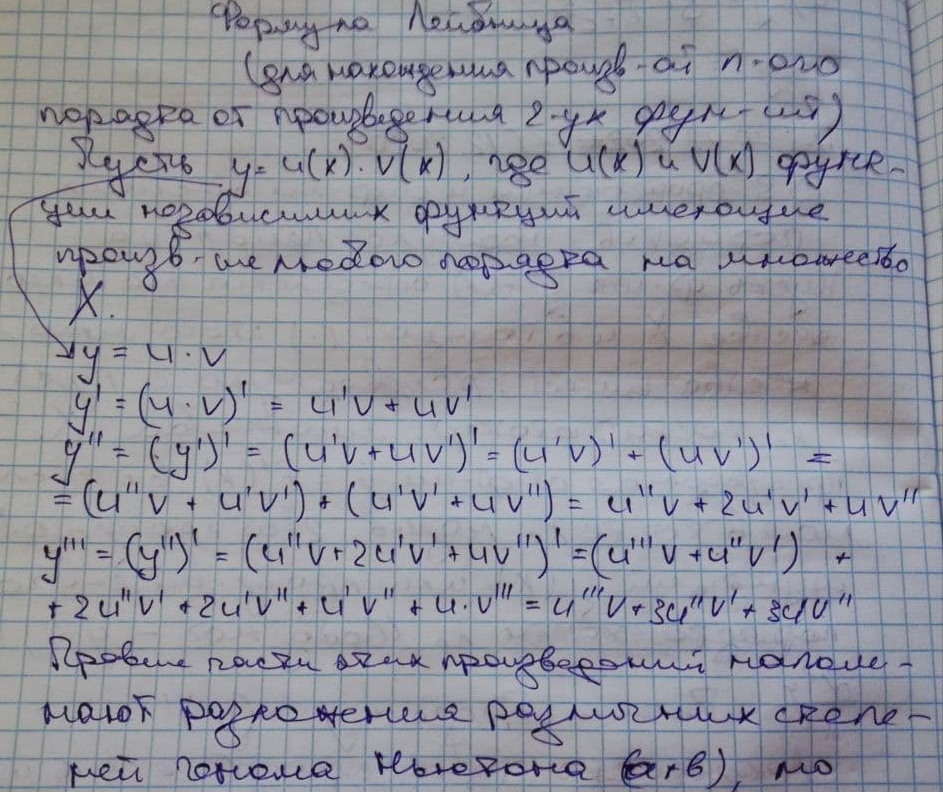 Формула Лейбница
(для нахождения произв-ой n-ого
порядка от произведения 2-ух фун-ий)
Пусть y = u(x)·v(x), где u(x) и v(x) функ-
ции независимых функций имеющие
произв-ые любого порядка на множество
X.
y = u·v
y' = (u·v)' = u'v + uv'
y'' = (y')' = (u'v + uv')' = (u'v)' + (uv')' =
= (u''v + u'v') + (u'v' + uv'') = u''v + 2u'v' + uv''
y''' = (y'')' = (u''v + 2u'v' + uv'')' = (u'''v + u''v') +
+ 2u''v' + 2u'v'' + u'v'' + u·v''' = u'''v + 3u''v' + 3uv''
Правые части этих произведений напоми-
нают разложения различных степе-
ней бинома Ньютона (a+b), но